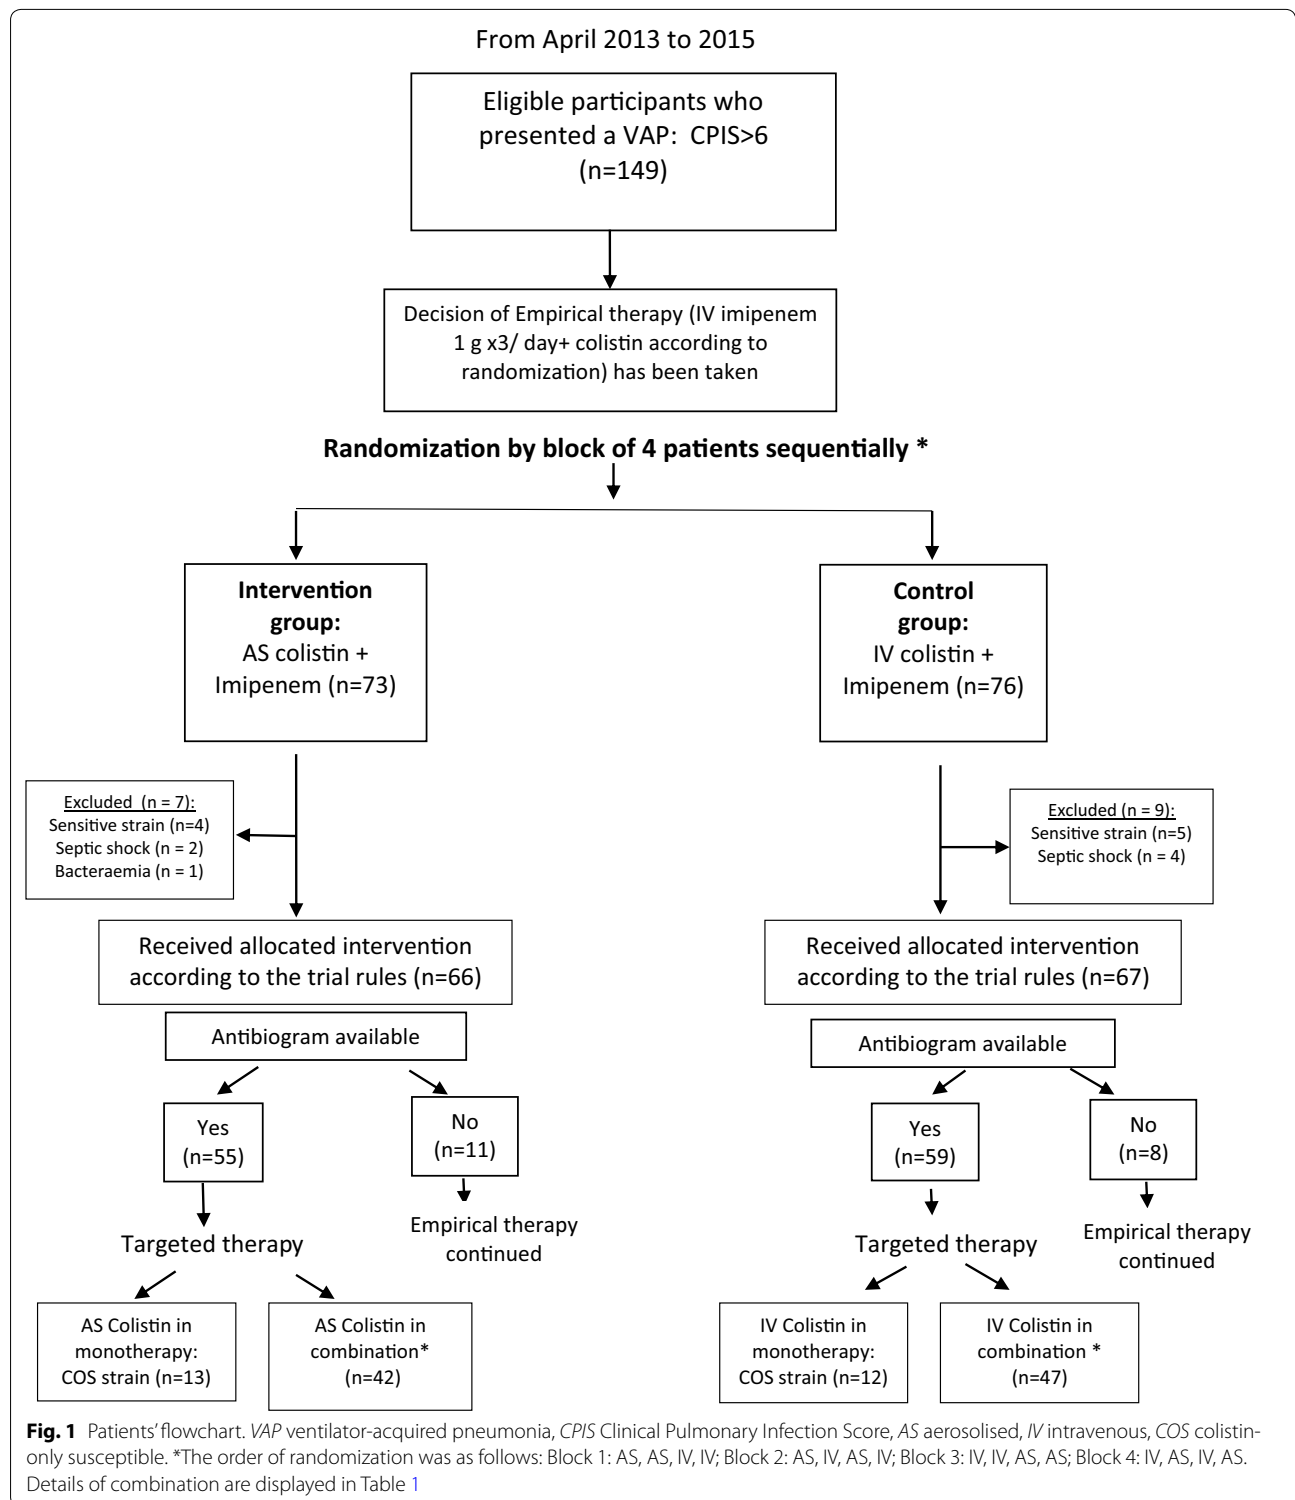 From April 2013 to 2015
Eligible participants who
presented a VAP: CPIS>6
(n=149)
Decision of Empirical therapy (IV imipenem
1 g x3/ day+ colistin according to
randomization) has been taken
Randomization by block of 4 patients sequentially *
Intervention
group:
AS colistin +
Imipenem (n=73)
Control
group:
IV colistin +
Imipenem (n=76)
Excluded (n = 7):
Sensitive strain (n=4)
Septic shock (n = 2)
Bacteraemia (n = 1)
Excluded (n = 9):
Sensitive strain (n=5)
Septic shock (n = 4)
Received allocated intervention
according to the trial rules (n=66)
Received allocated intervention
according to the trial rules (n=67)
Antibiogram available
Antibiogram available
Yes
(n=55)
No
(n=11)
Yes
(n=59)
No
(n=8)
Targeted therapy
Empirical therapy
continued
Targeted therapy
Empirical therapy
continued
AS Colistin in
monotherapy:
COS strain (n=13)
AS Colistin in
combination*
(n=42)
IV Colistin in
monotherapy:
COS strain (n=12)
IV Colistin in
combination *
(n=47)
Fig. 1 Patients' flowchart. VAP ventilator-acquired pneumonia, CPIS Clinical Pulmonary Infection Score, AS aerosolised, IV intravenous, COS colistin-
only susceptible. *The order of randomization was as follows: Block 1: AS, AS, IV, IV; Block 2: AS, IV, AS, IV; Block 3: IV, IV, AS, AS; Block 4: IV, AS, IV, AS.
Details of combination are displayed in Table 1